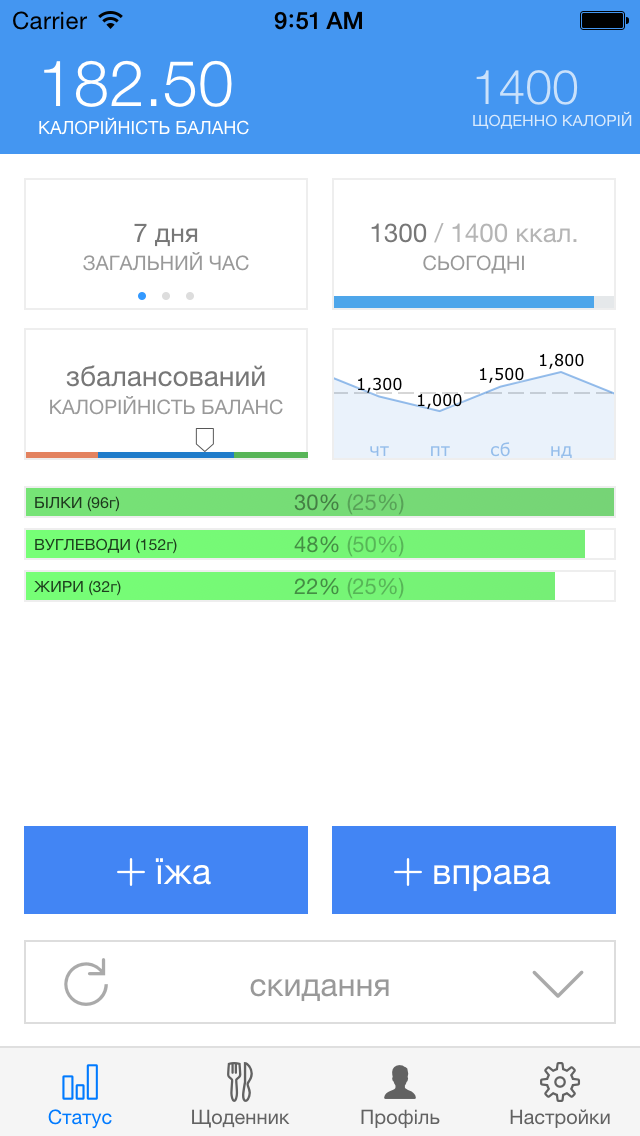 Carrier 9:51 AM
182.50
КАЛОРІЙНІСТЬ БАЛАНС
1400
ЩОДЕННО КАЛОРІЙ
7 дня
ЗАГАЛЬНИЙ ЧАС
1300 / 1400 ккал.
СЬОГОДНІ
збалансований
КАЛОРІЙНІСТЬ БАЛАНС
1,300 1,000 1,500 1,800
чт пт сб нд
БІЛКИ (96г) 30% (25%)
ВУГЛЕВОДИ (152г) 48% (50%)
ЖИРИ (32г) 22% (25%)
+ їжа
+ вправа
скидання
Статус Щоденник Профіль Настройки